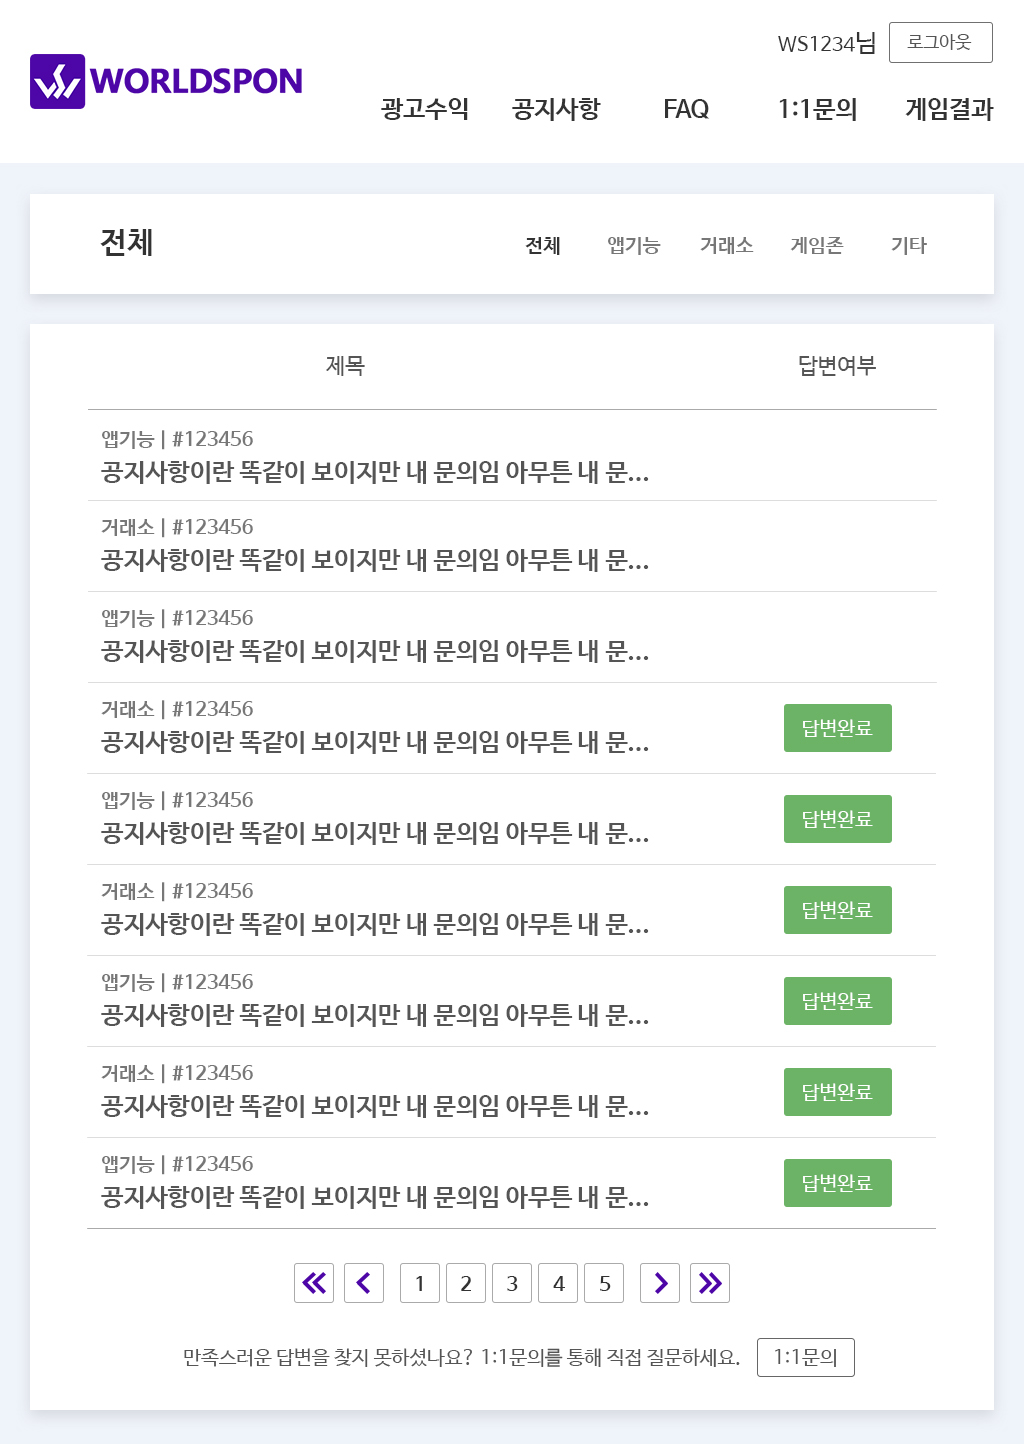 WS1234님 로그아웃
WORLDSPON
광고수익 공지사항 FAQ 1:1문의 게임결과
전체
전체 앱기능 거래소 게임존 기타
제목 답변여부
앱기능 | #123456
공지사항이란 똑같이 보이지만 내 문의임 아무튼 내 문...
거래소 | #123456
공지사항이란 똑같이 보이지만 내 문의임 아무튼 내 문...
앱기능 | #123456
공지사항이란 똑같이 보이지만 내 문의임 아무튼 내 문...
거래소 | #123456
공지사항이란 똑같이 보이지만 내 문의임 아무튼 내 문...
답변완료
앱기능 | #123456
공지사항이란 똑같이 보이지만 내 문의임 아무튼 내 문...
답변완료
거래소 | #123456
공지사항이란 똑같이 보이지만 내 문의임 아무튼 내 문...
답변완료
앱기능 | #123456
공지사항이란 똑같이 보이지만 내 문의임 아무튼 내 문...
답변완료
거래소 | #123456
공지사항이란 똑같이 보이지만 내 문의임 아무튼 내 문...
답변완료
앱기능 | #123456
공지사항이란 똑같이 보이지만 내 문의임 아무튼 내 문...
답변완료
1 2 3 4 5
만족스러운 답변을 찾지 못하셨나요? 1:1문의를 통해 직접 질문하세요. 1:1문의